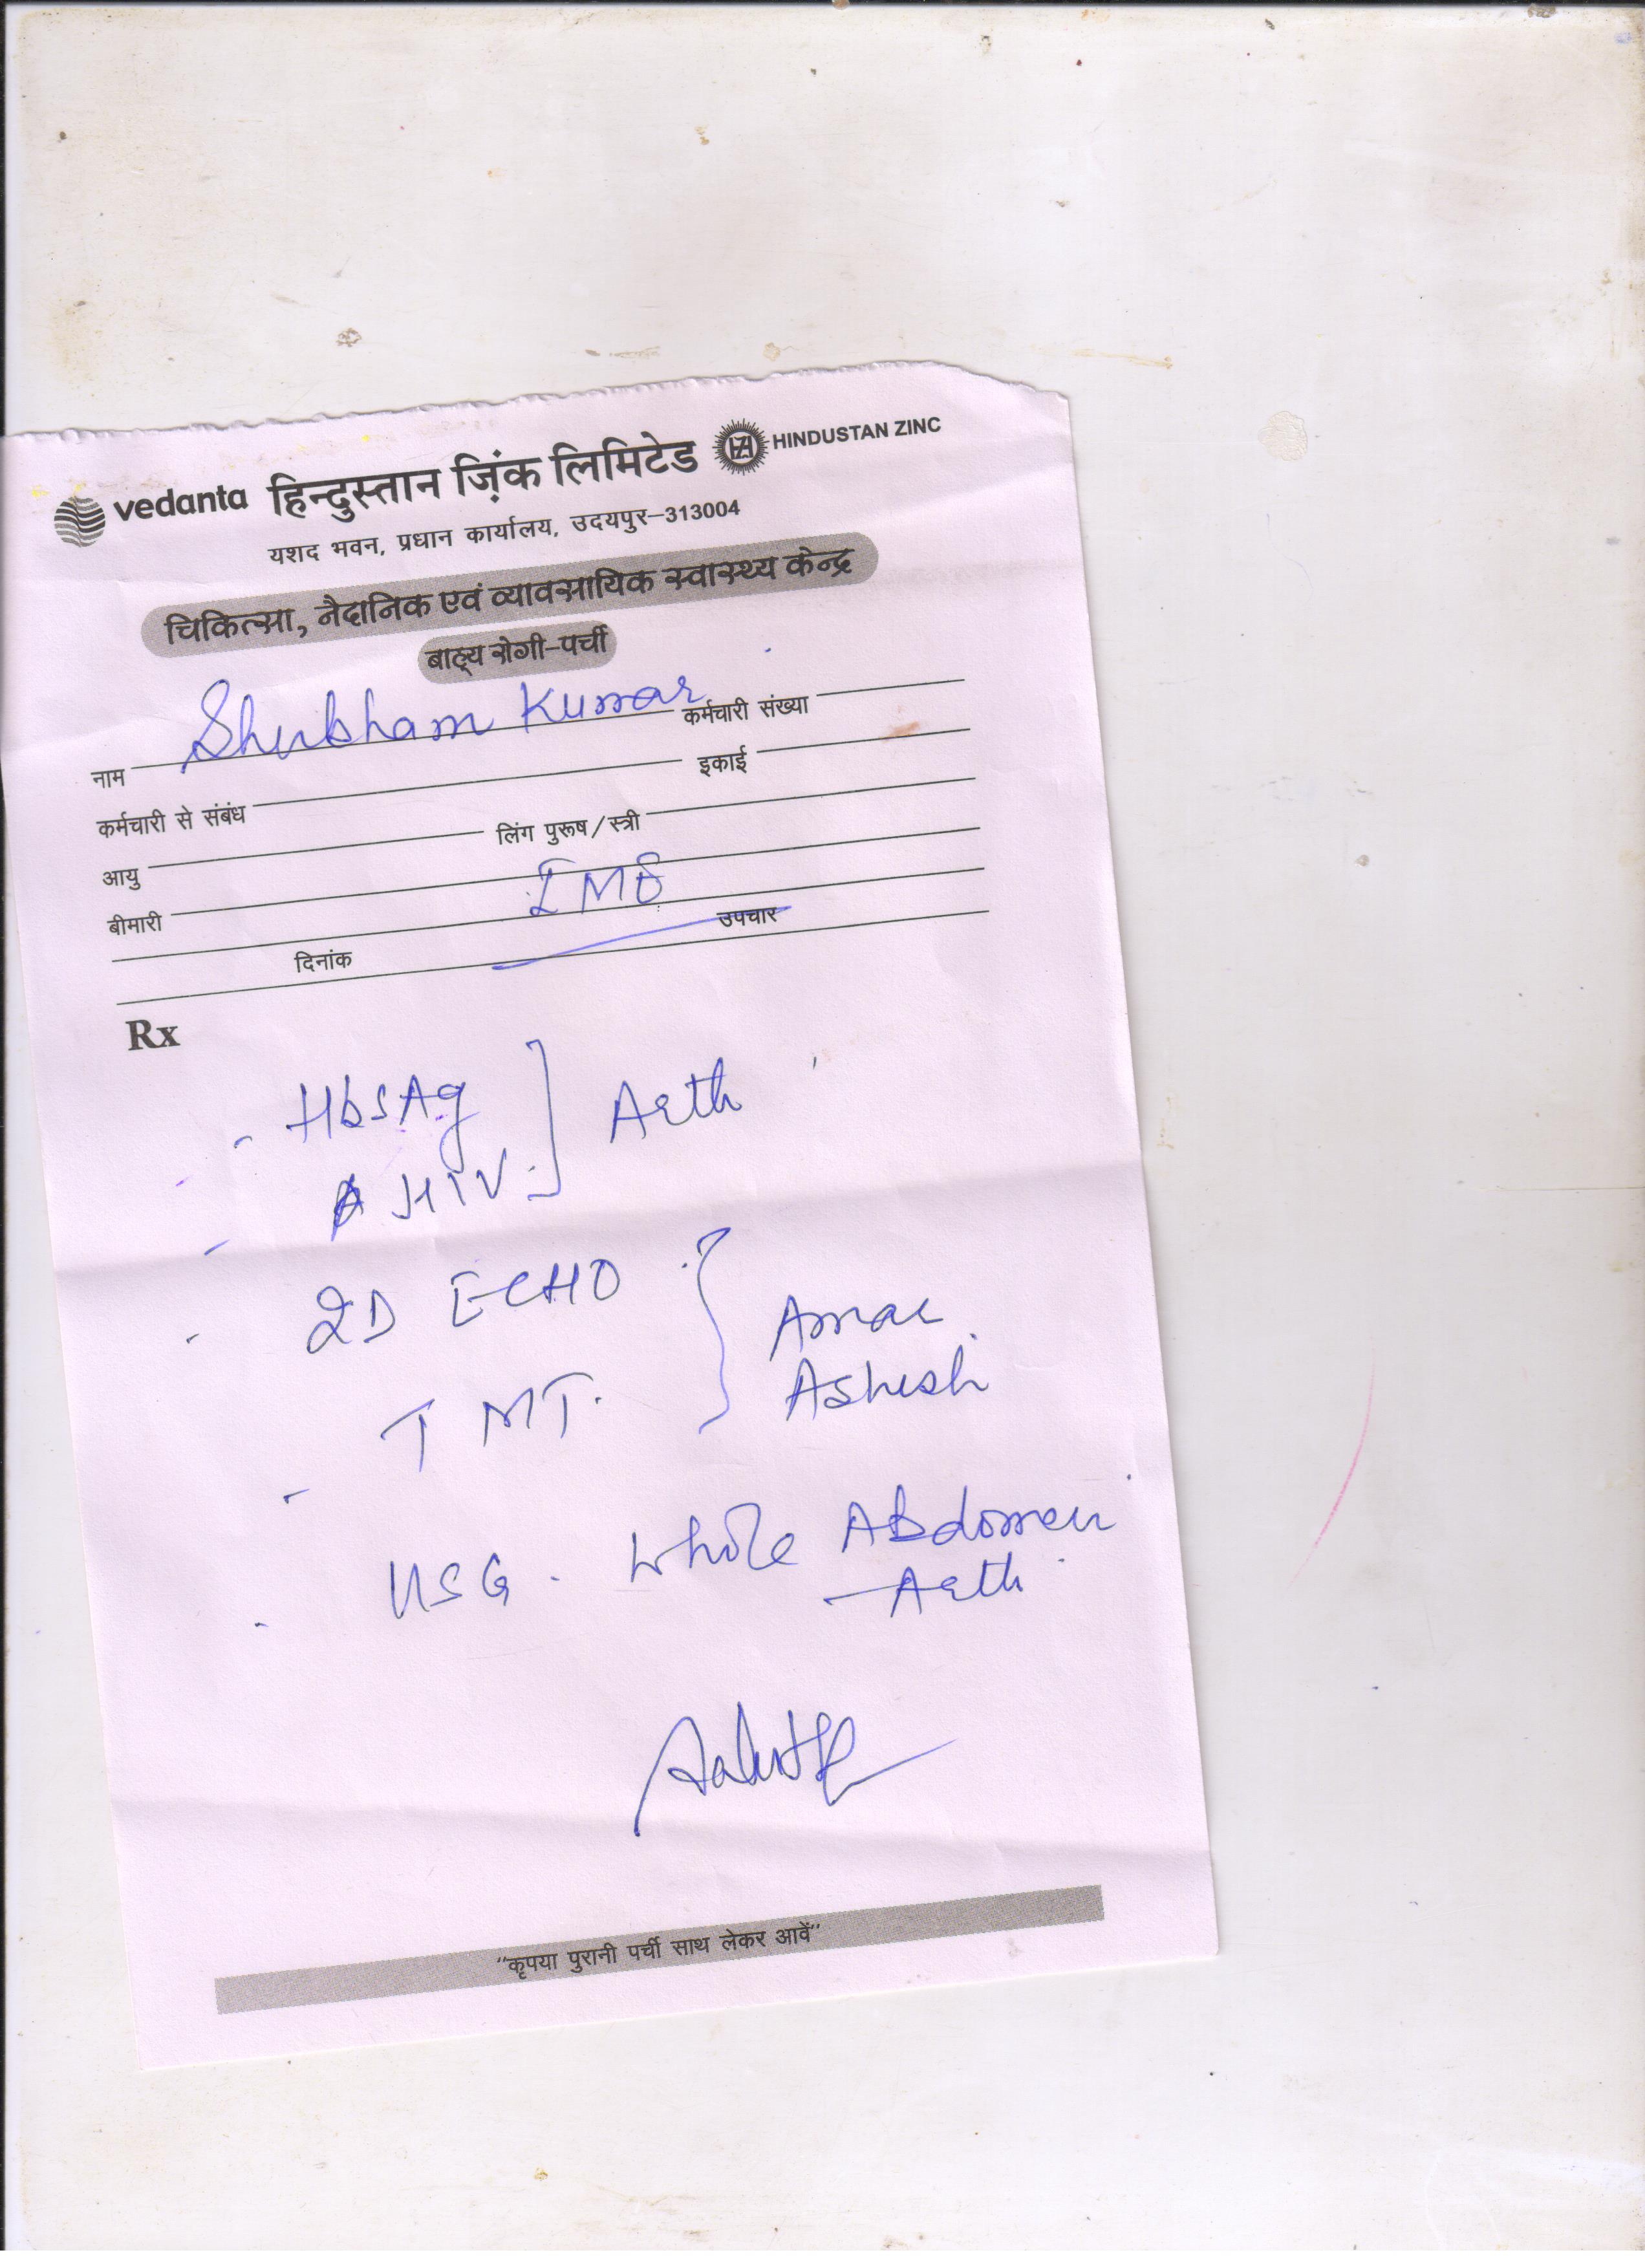 vedanta हिन्दुस्तान ज़िंक लिमिटेड HZ HINDUSTAN ZINC
यशद भवन, प्रधान कार्यालय, उदयपुर–313004
चिकित्सा, नैदानिक एवं व्यावसायिक स्वास्थ्य केन्द्र
बाह्य रोगी-पर्ची
नाम Shubham Kumar कर्मचारी संख्या
कर्मचारी से संबंध इकाई
आयु लिंग पुरूष/स्त्री
बीमारी IME
दिनांक उपचार
Rx
- HbSAg ] Arth
- HIV
- 2D ECHO } Amar
TMT. Ashish
- USG. Whole Abdomen
- Arth
"कृपया पुरानी पर्ची साथ लेकर आवें"